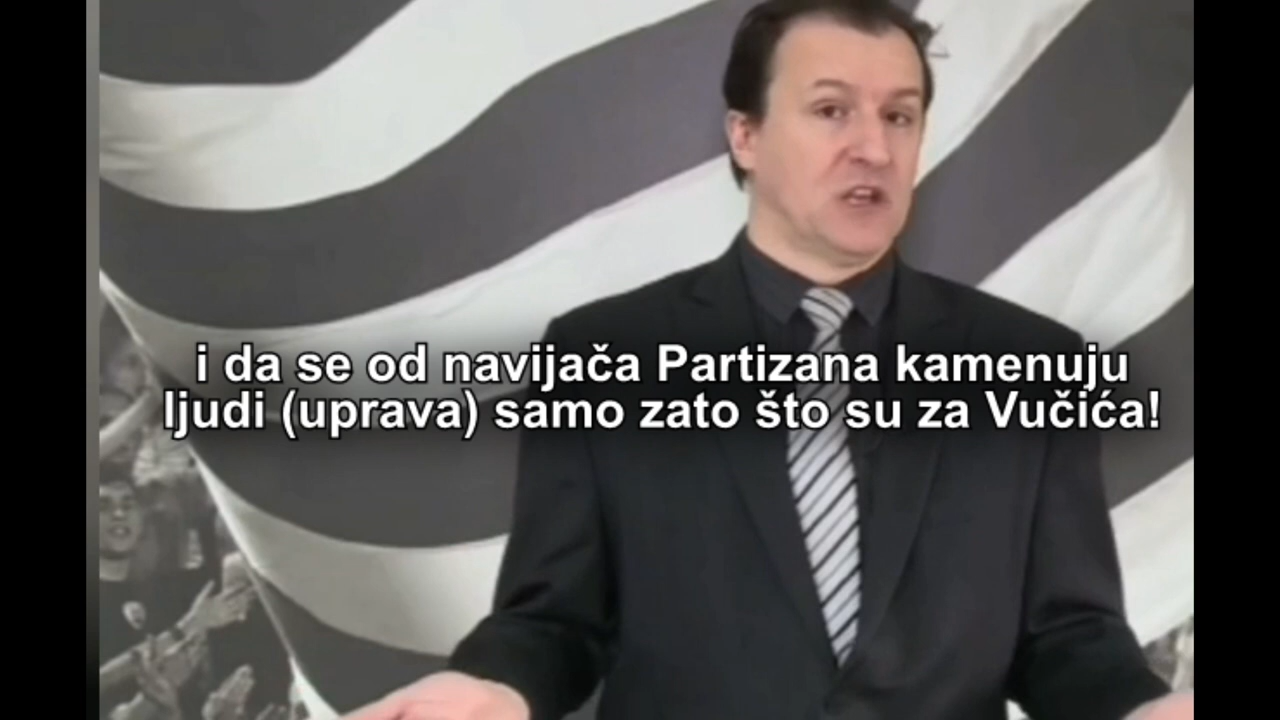 i da se od navijača Partizana kamenuju
ljudi (uprava) samo zato što su za Vučića!